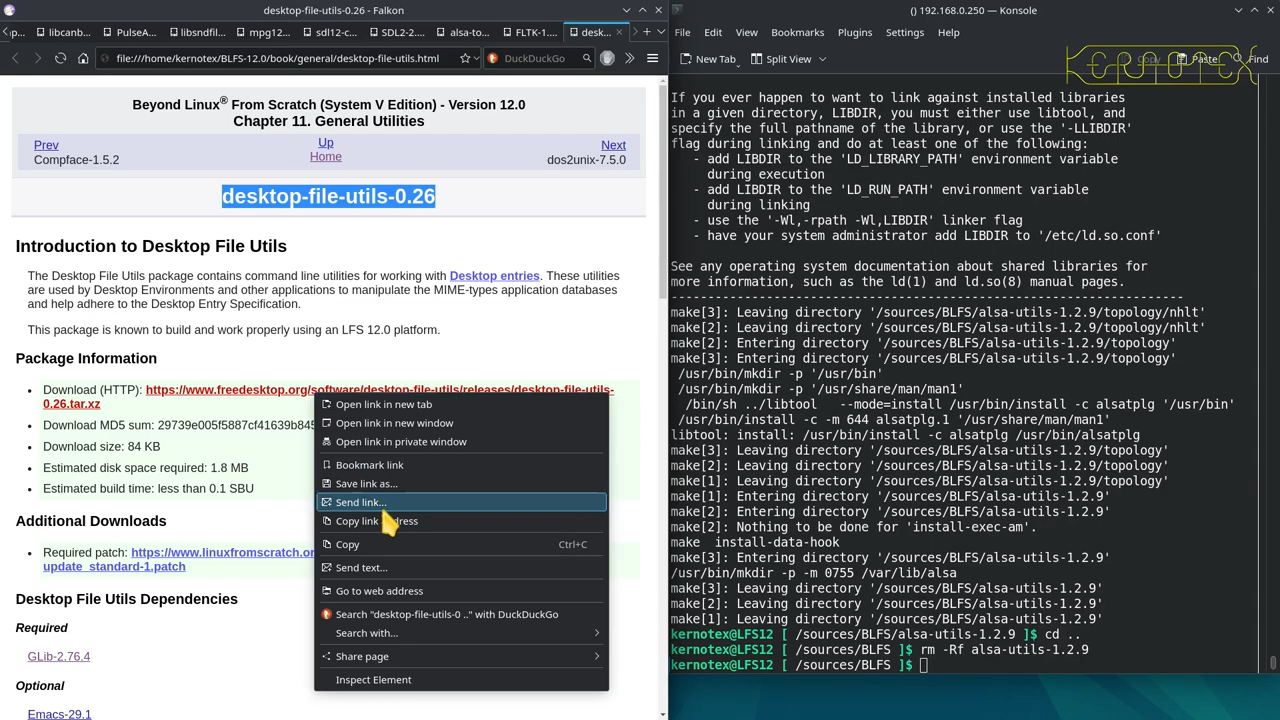 desktop-file-utils-0.26 - Falkon
p...
libcanb...
PulseA...
libsndfil...
mpg12...
sdl12-c...
SDL2-2...
alsa-to...
FLTK-1....
desk...
file:///home/kernotex/BLFS-12.0/book/general/desktop-file-utils.html
DuckDuckGo
Beyond Linux® From Scratch (System V Edition) - Version 12.0
Chapter 11. General Utilities
Prev
Up
Next
Compface-1.5.2
Home
dos2unix-7.5.0
desktop-file-utils-0.26
Introduction to Desktop File Utils
The Desktop File Utils package contains command line utilities for working with Desktop entries. These utilities
are used by Desktop Environments and other applications to manipulate the MIME-types application databases
and help adhere to the Desktop Entry Specification.
This package is known to build and work properly using an LFS 12.0 platform.
Package Information
Download (HTTP): https://www.freedesktop.org/software/desktop-file-utils/releases/desktop-file-utils-
0.26.tar.xz
Download MD5 sum: 29739e005f5887cf41639b845
Download size: 84 KB
Estimated disk space required: 1.8 MB
Estimated build time: less than 0.1 SBU
Additional Downloads
Required patch: https://www.linuxfromscratch.or
update_standard-1.patch
Desktop File Utils Dependencies
Required
GLib-2.76.4
Optional
Emacs-29.1
Open link in new tab
Open link in new window
Open link in private window
Bookmark link
Save link as...
Send link...
Copy link address
Copy Ctrl+C
Send text...
Go to web address
Search "desktop-file-utils-0 .." with DuckDuckGo
Search with...
Share page
Inspect Element
() 192.168.0.250 — Konsole
File Edit View Bookmarks Plugins Settings Help
New Tab Split View Copy Paste Find
KERNOTEX
If you ever happen to want to link against installed libraries
in a given directory, LIBDIR, you must either use libtool, and
specify the full pathname of the library, or use the '-LLIBDIR'
flag during linking and do at least one of the following:
- add LIBDIR to the 'LD_LIBRARY_PATH' environment variable
during execution
- add LIBDIR to the 'LD_RUN_PATH' environment variable
during linking
- use the '-Wl,-rpath -Wl,LIBDIR' linker flag
- have your system administrator add LIBDIR to '/etc/ld.so.conf'
See any operating system documentation about shared libraries for
more information, such as the ld(1) and ld.so(8) manual pages.
----------------------------------------------------------------------
make[3]: Leaving directory '/sources/BLFS/alsa-utils-1.2.9/topology/nhlt'
make[2]: Leaving directory '/sources/BLFS/alsa-utils-1.2.9/topology/nhlt'
make[2]: Entering directory '/sources/BLFS/alsa-utils-1.2.9/topology'
make[3]: Entering directory '/sources/BLFS/alsa-utils-1.2.9/topology'
/usr/bin/mkdir -p '/usr/bin'
/usr/bin/mkdir -p '/usr/share/man/man1'
/bin/sh ../libtool --mode=install /usr/bin/install -c alsatplg '/usr/bin'
/usr/bin/install -c -m 644 alsatplg.1 '/usr/share/man/man1'
libtool: install: /usr/bin/install -c alsatplg /usr/bin/alsatplg
make[3]: Leaving directory '/sources/BLFS/alsa-utils-1.2.9/topology'
make[2]: Leaving directory '/sources/BLFS/alsa-utils-1.2.9/topology'
make[1]: Leaving directory '/sources/BLFS/alsa-utils-1.2.9/topology'
make[1]: Entering directory '/sources/BLFS/alsa-utils-1.2.9'
make[2]: Entering directory '/sources/BLFS/alsa-utils-1.2.9'
make[2]: Nothing to be done for 'install-exec-am'.
make install-data-hook
make[3]: Entering directory '/sources/BLFS/alsa-utils-1.2.9'
/usr/bin/mkdir -p -m 0755 /var/lib/alsa
make[3]: Leaving directory '/sources/BLFS/alsa-utils-1.2.9'
make[2]: Leaving directory '/sources/BLFS/alsa-utils-1.2.9'
make[1]: Leaving directory '/sources/BLFS/alsa-utils-1.2.9'
kernotex@LFS12 [ /sources/BLFS/alsa-utils-1.2.9 ]$ cd ..
kernotex@LFS12 [ /sources/BLFS ]$ rm -Rf alsa-utils-1.2.9
kernotex@LFS12 [ /sources/BLFS ]$